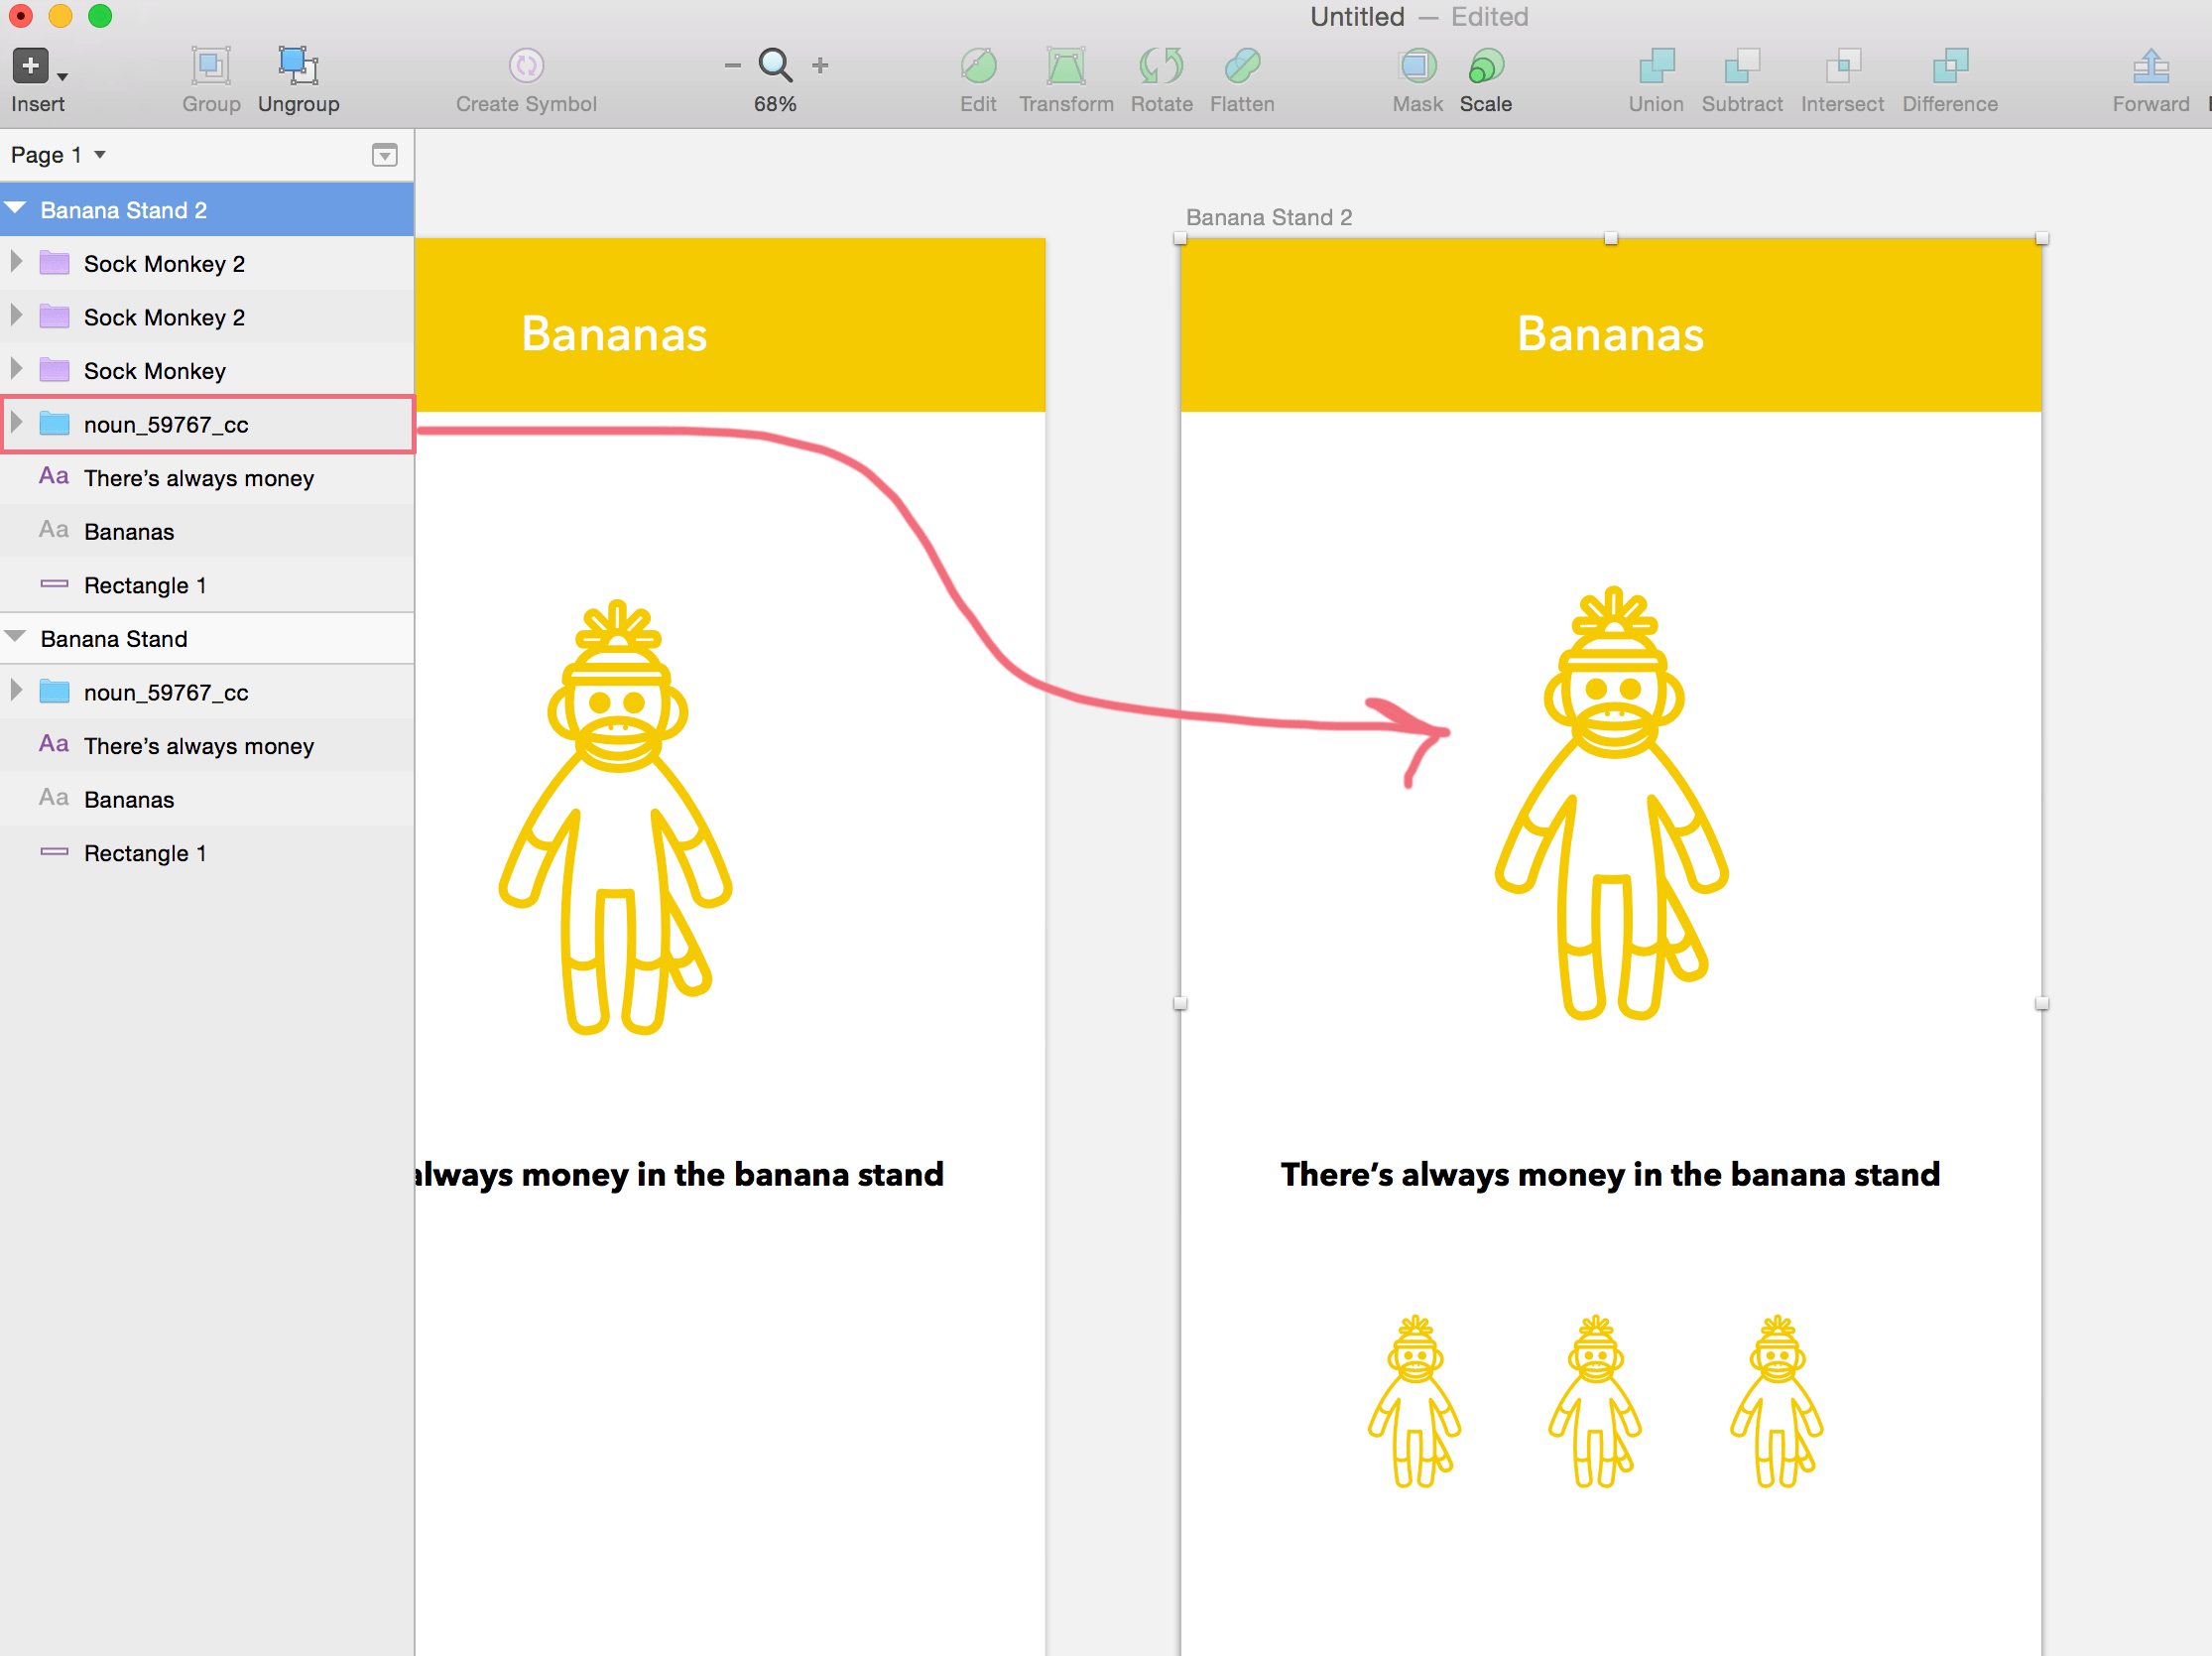 Untitled — Edited
Insert
Group
Ungroup
Create Symbol
68%
Edit
Transform
Rotate
Flatten
Mask
Scale
Union
Subtract
Intersect
Difference
Forward
Page 1
Banana Stand 2
Sock Monkey 2
Sock Monkey 2
Sock Monkey
noun_59767_cc
Aa There’s always money
Aa Bananas
Rectangle 1
Banana Stand
noun_59767_cc
Aa There’s always money
Aa Bananas
Rectangle 1
Bananas
always money in the banana stand
Banana Stand 2
Bananas
There’s always money in the banana stand